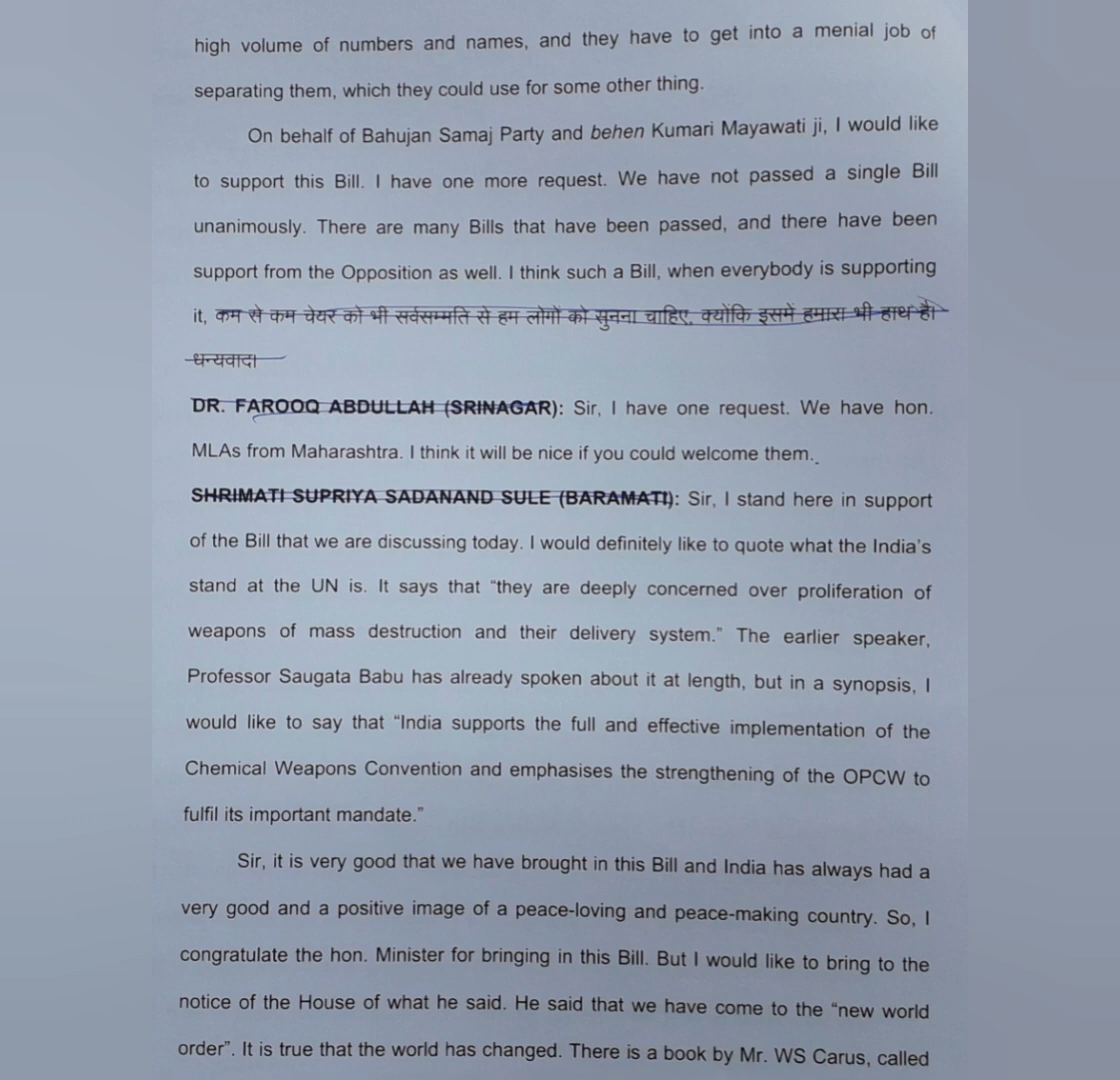 high volume of numbers and names, and they have to get into a menial job of
separating them, which they could use for some other thing.
On behalf of Bahujan Samaj Party and behen Kumari Mayawati ji, I would like
to support this Bill. I have one more request. We have not passed a single Bill
unanimously. There are many Bills that have been passed, and there have been
support from the Opposition as well. I think such a Bill, when everybody is supporting
it, कम से कम चेयर को भी सर्वसम्मति से हम लोगों को सुनना चाहिए, क्योंकि इसमें हमारा भी हाथ है।
धन्यवाद।
DR. FAROOQ ABDULLAH (SRINAGAR): Sir, I have one request. We have hon.
MLAs from Maharashtra. I think it will be nice if you could welcome them.
SHRIMATI SUPRIYA SADANAND SULE (BARAMATI): Sir, I stand here in support
of the Bill that we are discussing today. I would definitely like to quote what the India's
stand at the UN is. It says that “they are deeply concerned over proliferation of
weapons of mass destruction and their delivery system.” The earlier speaker,
Professor Saugata Babu has already spoken about it at length, but in a synopsis, I
would like to say that “India supports the full and effective implementation of the
Chemical Weapons Convention and emphasises the strengthening of the OPCW to
fulfil its important mandate.”
Sir, it is very good that we have brought in this Bill and India has always had a
very good and a positive image of a peace-loving and peace-making country. So, I
congratulate the hon. Minister for bringing in this Bill. But I would like to bring to the
notice of the House of what he said. He said that we have come to the “new world
order”. It is true that the world has changed. There is a book by Mr. WS Carus, called